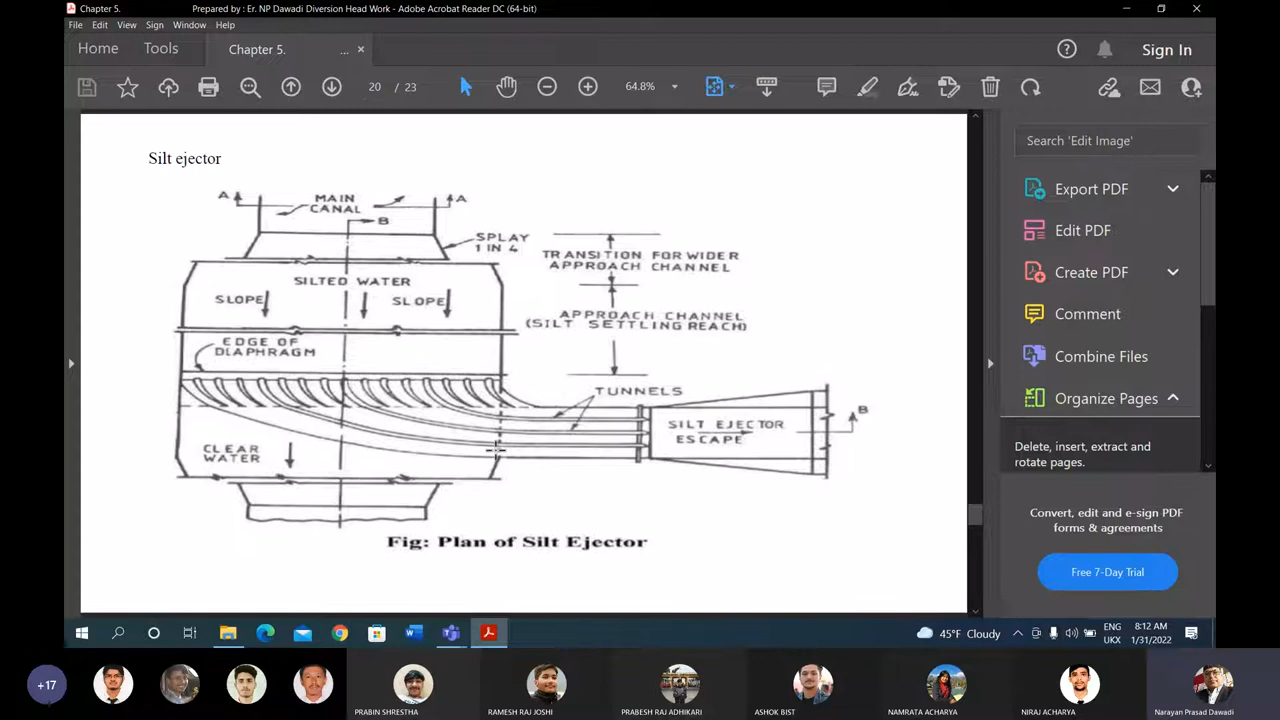 Chapter 5. Prepared by : Er. NP Dawadi Diversion Head Work - Adobe Acrobat Reader DC (64-bit)
File Edit View Sign Window Help
Home Tools Chapter 5. ... × Sign In
20 / 23 64.8%
Silt ejector
A MAIN CANAL A
B
SPLAY
1 IN 4
TRANSITION FOR WIDER
APPROACH CHANNEL
SILTED WATER
SLOPE SLOPE
APPROACH CHANNEL
(SILT SETTLING REACH)
EDGE OF
DIAPHRAGM
TUNNELS
SILT EJECTOR
ESCAPE
B
CLEAR
WATER
Fig: Plan of Silt Ejector
Search 'Edit Image'
Export PDF
Edit PDF
Create PDF
Comment
Combine Files
Organize Pages
Delete, insert, extract and
rotate pages.
Convert, edit and e-sign PDF
forms & agreements
Free 7-Day Trial
45°F Cloudy
ENG
UKX
8:12 AM
1/31/2022
+17
PRABIN SHRESTHA
RAMESH RAJ JOSHI
PRABESH RAJ ADHIKARI
ASHOK BIST
NAMRATA ACHARYA
NIRAJ ACHARYA
Narayan Prasad Dawadi